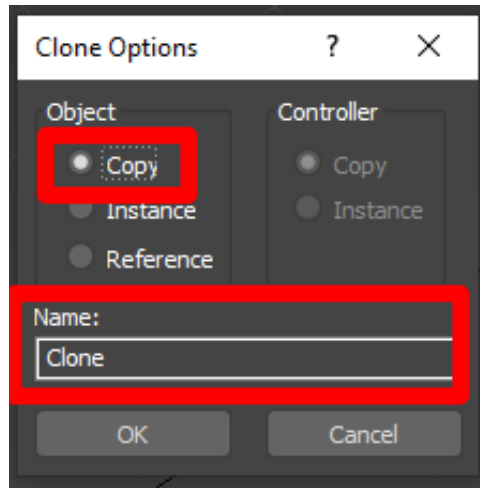 Clone Options ? X
Object Controller
Copy Copy
Instance Instance
Reference
Name:
Clone
OK Cancel